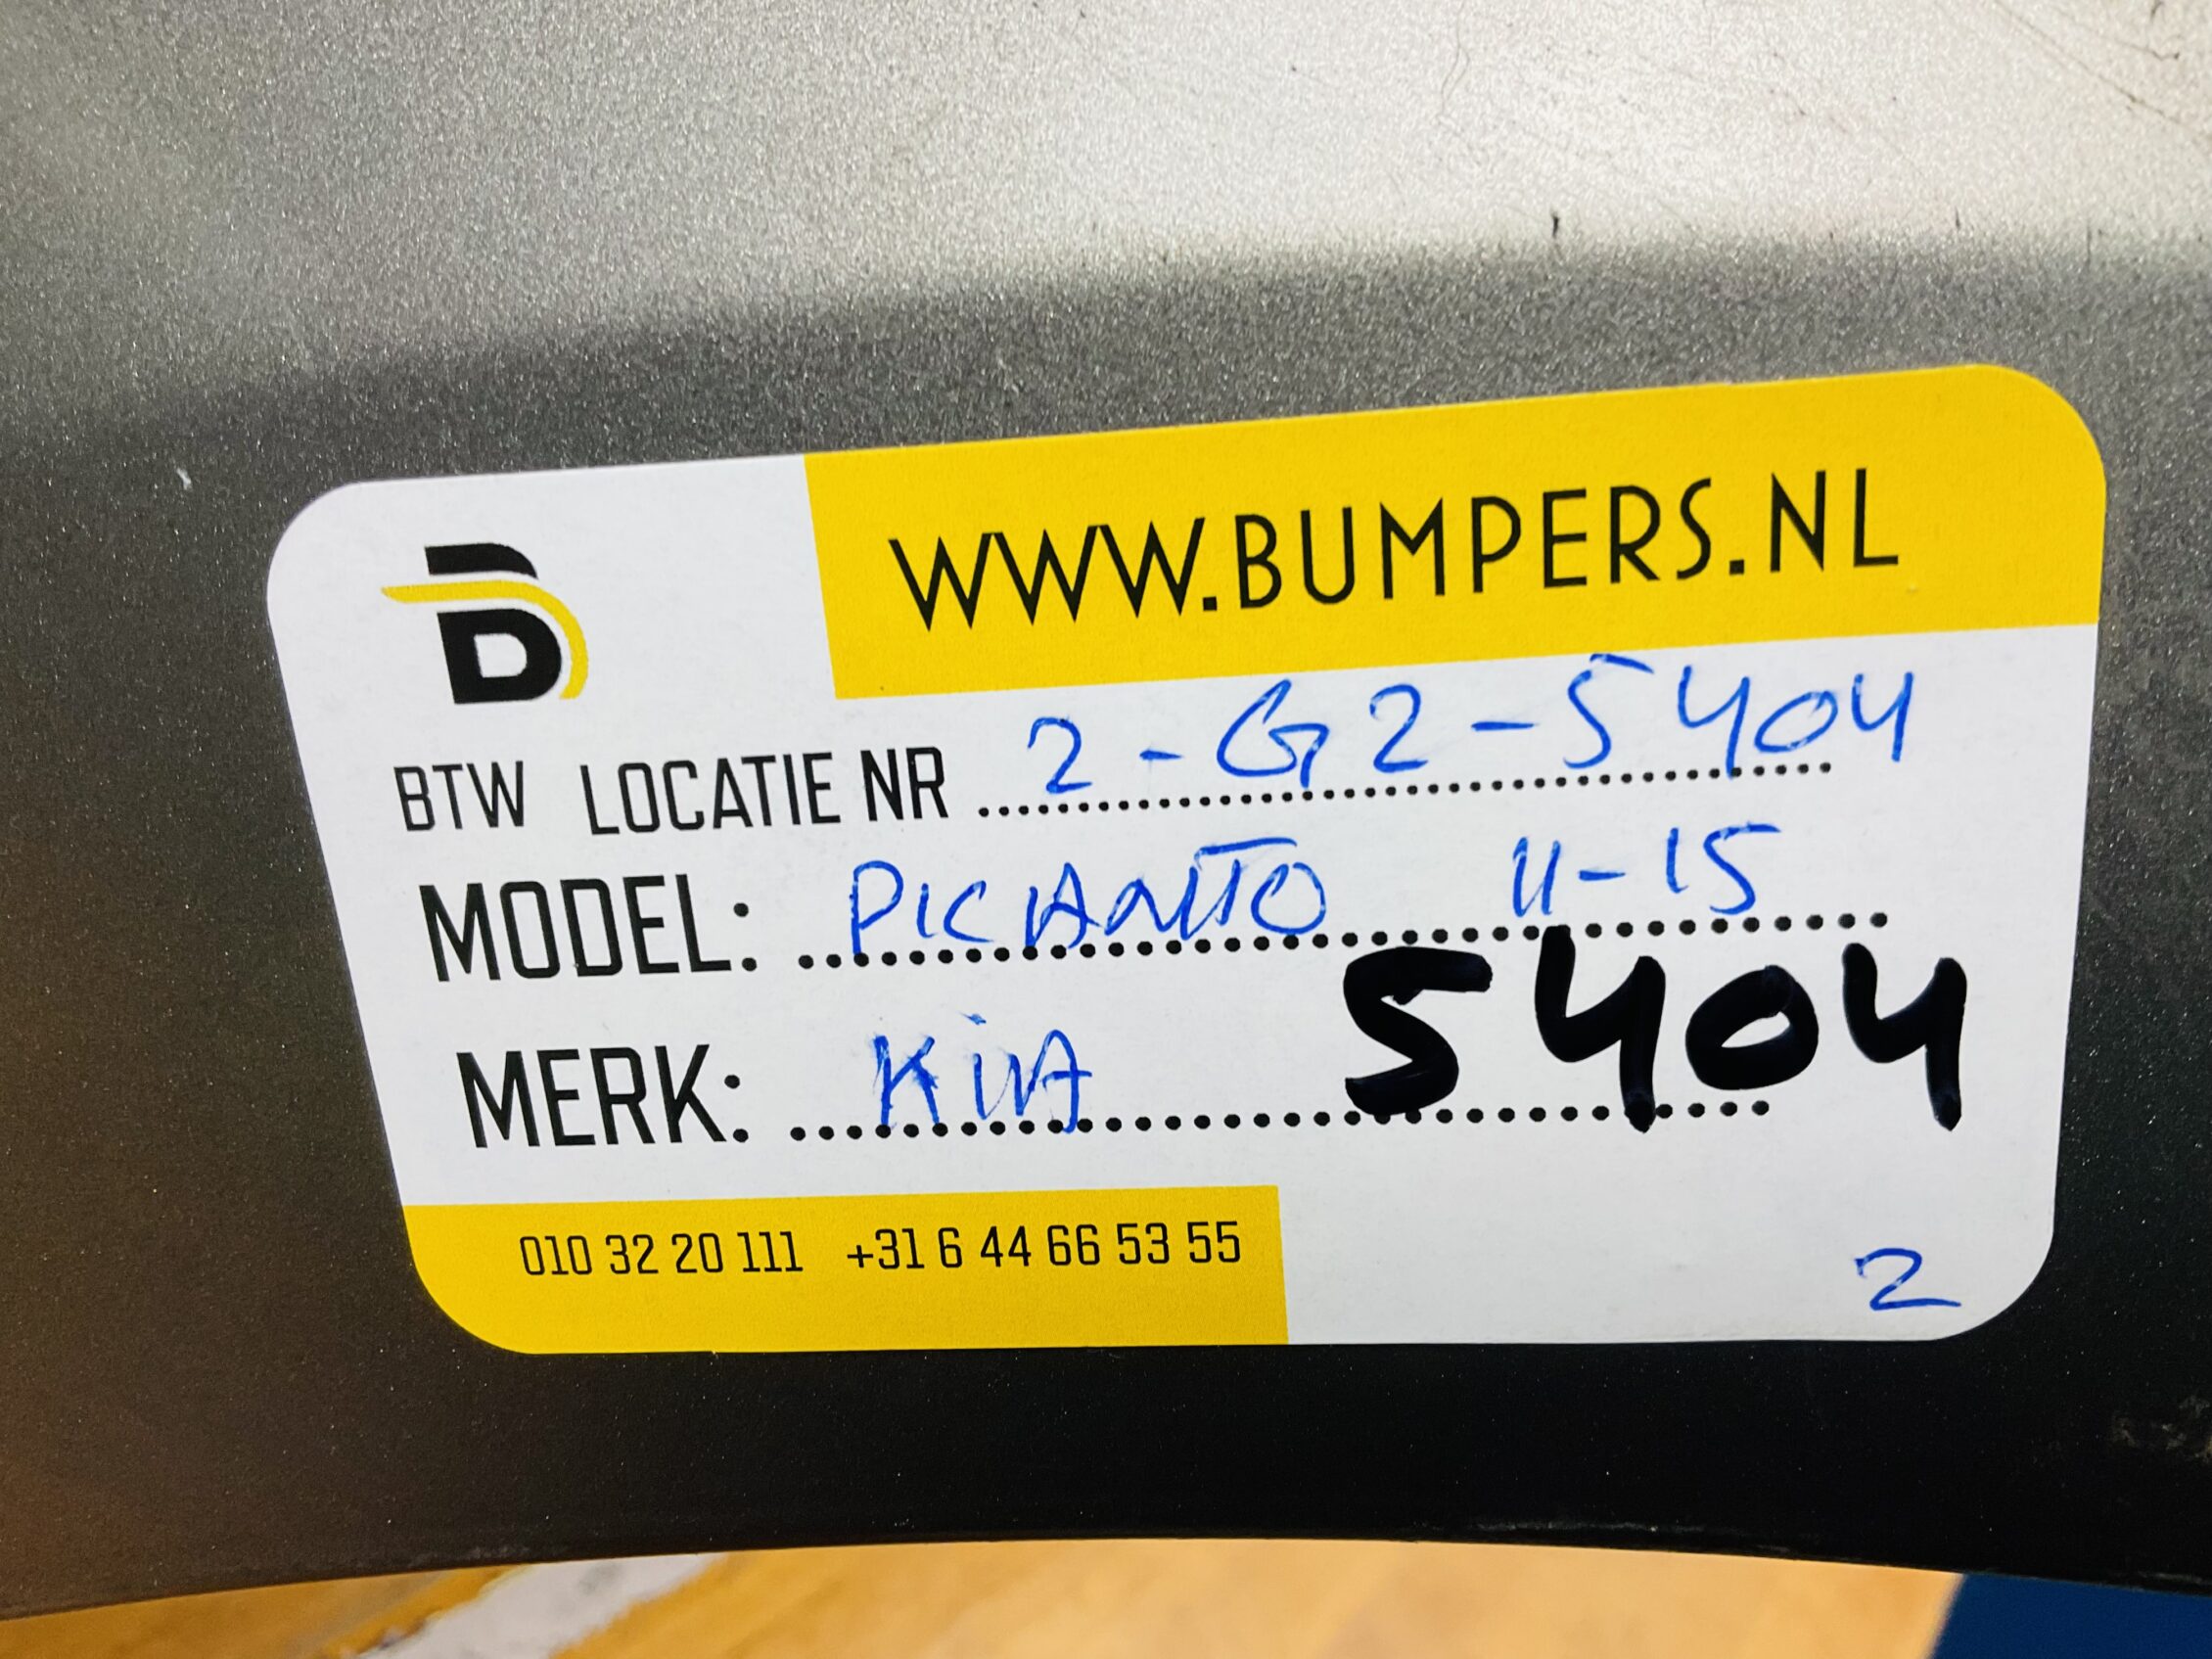 WWW.BUMPERS.NL
B
BTW LOCATIE NR 2-G2-5404
MODEL: PICANTO 11-15
MERK: KiA 5404
010 32 20 111 +31 6 44 66 53 55
2